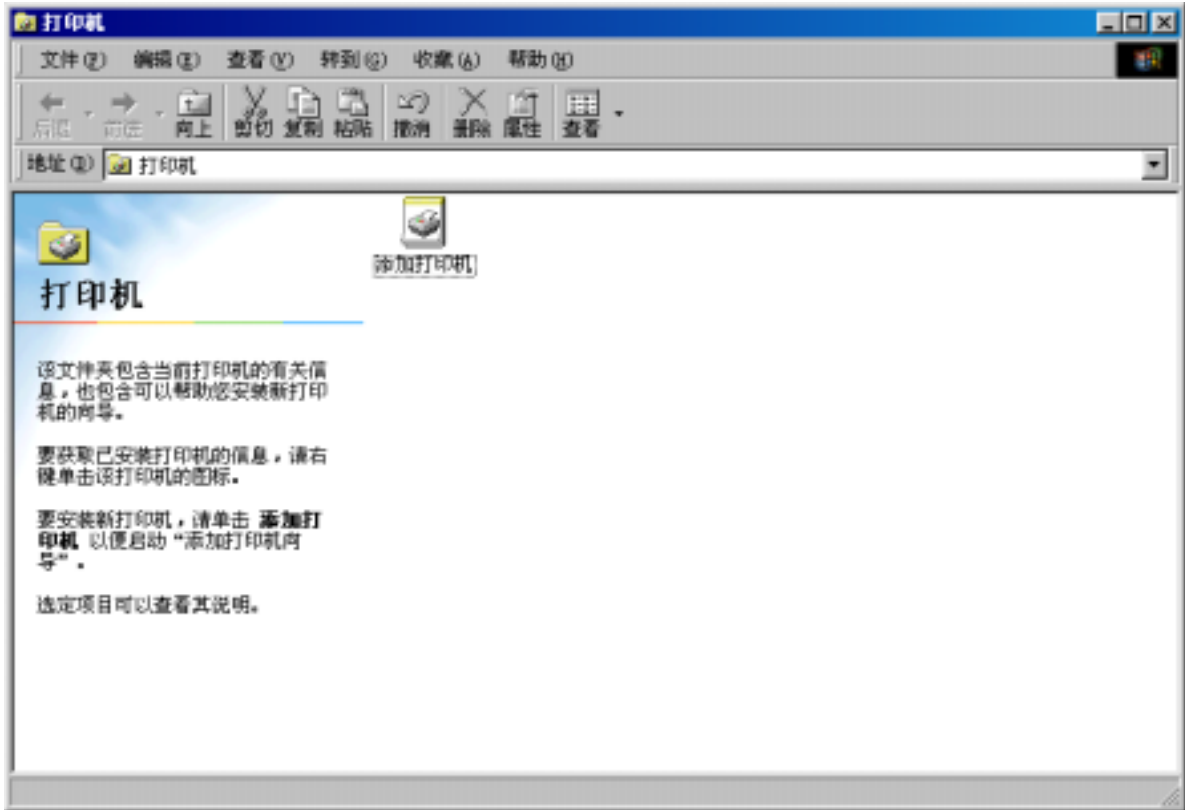 打印机
文件(F) 编辑(E) 查看(V) 转到(G) 收藏(A) 帮助(H)
后退 前进 向上 剪切 复制 粘贴 撤消 删除 属性 查看
地址(D) 打印机
添加打印机
打印机
该文件夹包含当前打印机的有关信
息，也包含可以帮助您安装新打印
机的向导。
要获取已安装打印机的信息，请右
键单击该打印机的图标。
要安装新打印机，请单击 添加打
印机 以便启动“添加打印机向
导”.
选定项目可以查看其说明。